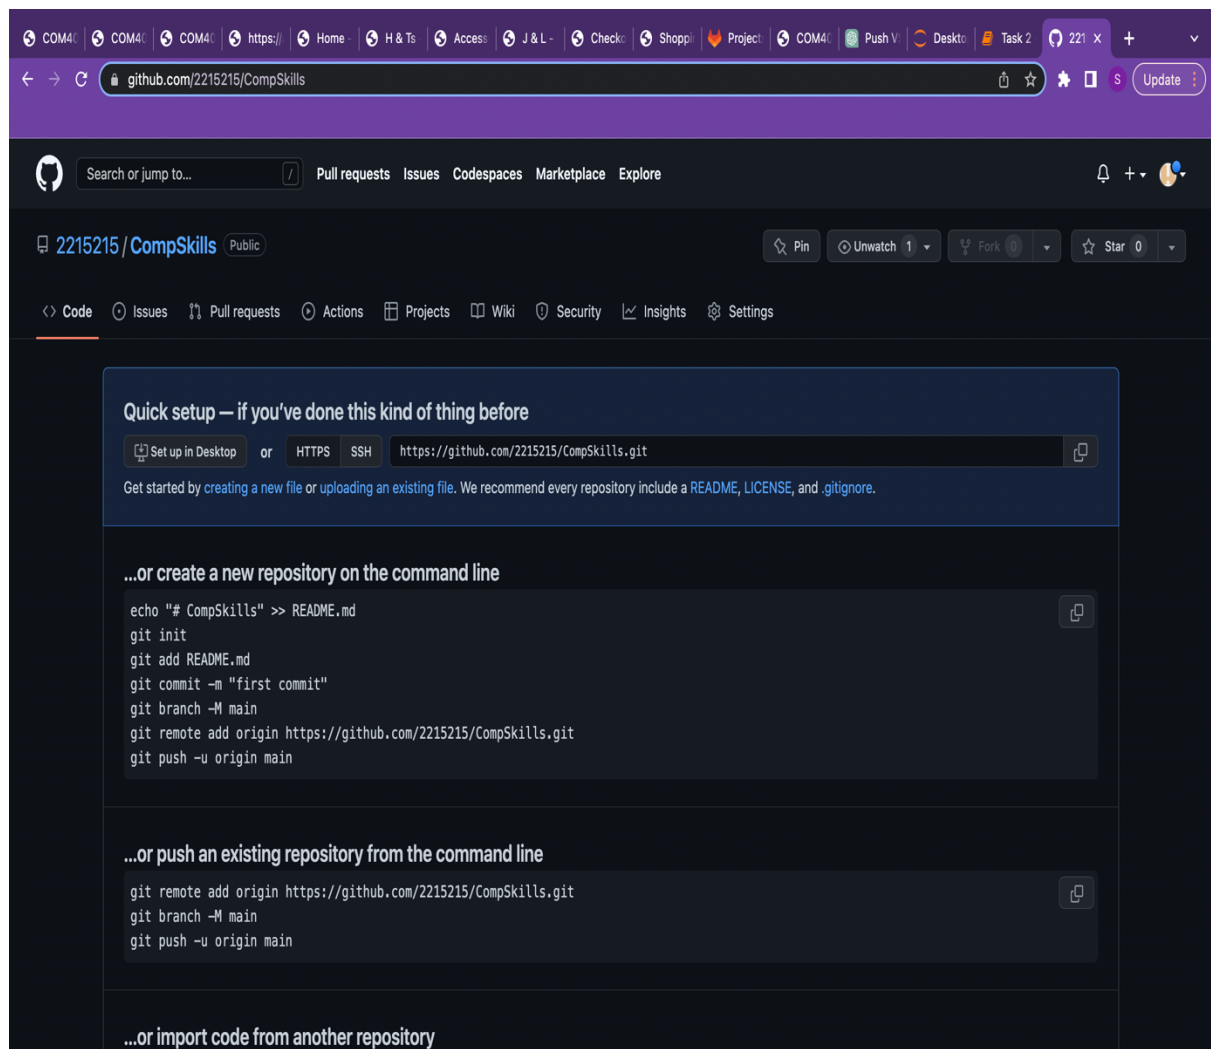 COM40 COM40 COM40 https:// Home - H & Ts Access J & L - Checko Shoppi Project COM40 Push V Deskto Task 2 221
github.com/2215215/CompSkills S Update
Search or jump to... / Pull requests Issues Codespaces Marketplace Explore
2215215 / CompSkills Public Pin Unwatch 1 Fork 0 Star 0
<> Code Issues Pull requests Actions Projects Wiki Security Insights Settings
Quick setup — if you've done this kind of thing before
Set up in Desktop or HTTPS SSH https://github.com/2215215/CompSkills.git
Get started by creating a new file or uploading an existing file. We recommend every repository include a README, LICENSE, and .gitignore.
...or create a new repository on the command line
echo "# CompSkills" >> README.md
git init
git add README.md
git commit -m "first commit"
git branch -M main
git remote add origin https://github.com/2215215/CompSkills.git
git push -u origin main
...or push an existing repository from the command line
git remote add origin https://github.com/2215215/CompSkills.git
git branch -M main
git push -u origin main
...or import code from another repository